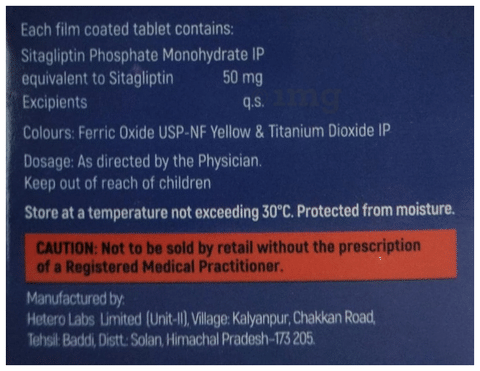 Each film coated tablet contains:
Sitagliptin Phosphate Monohydrate IP
equivalent to Sitagliptin 50 mg
Excipients q.s.
1mg
Colours: Ferric Oxide USP-NF Yellow & Titanium Dioxide IP
Dosage: As directed by the Physician.
Keep out of reach of children
Store at a temperature not exceeding 30°C. Protected from moisture.
CAUTION: Not to be sold by retail without the prescription
of a Registered Medical Practitioner.
Manufactured by:
Hetero Labs Limited (Unit-II), Village: Kalyanpur, Chakkan Road,
Tehsil: Baddi, Distt.: Solan, Himachal Pradesh-173 205.